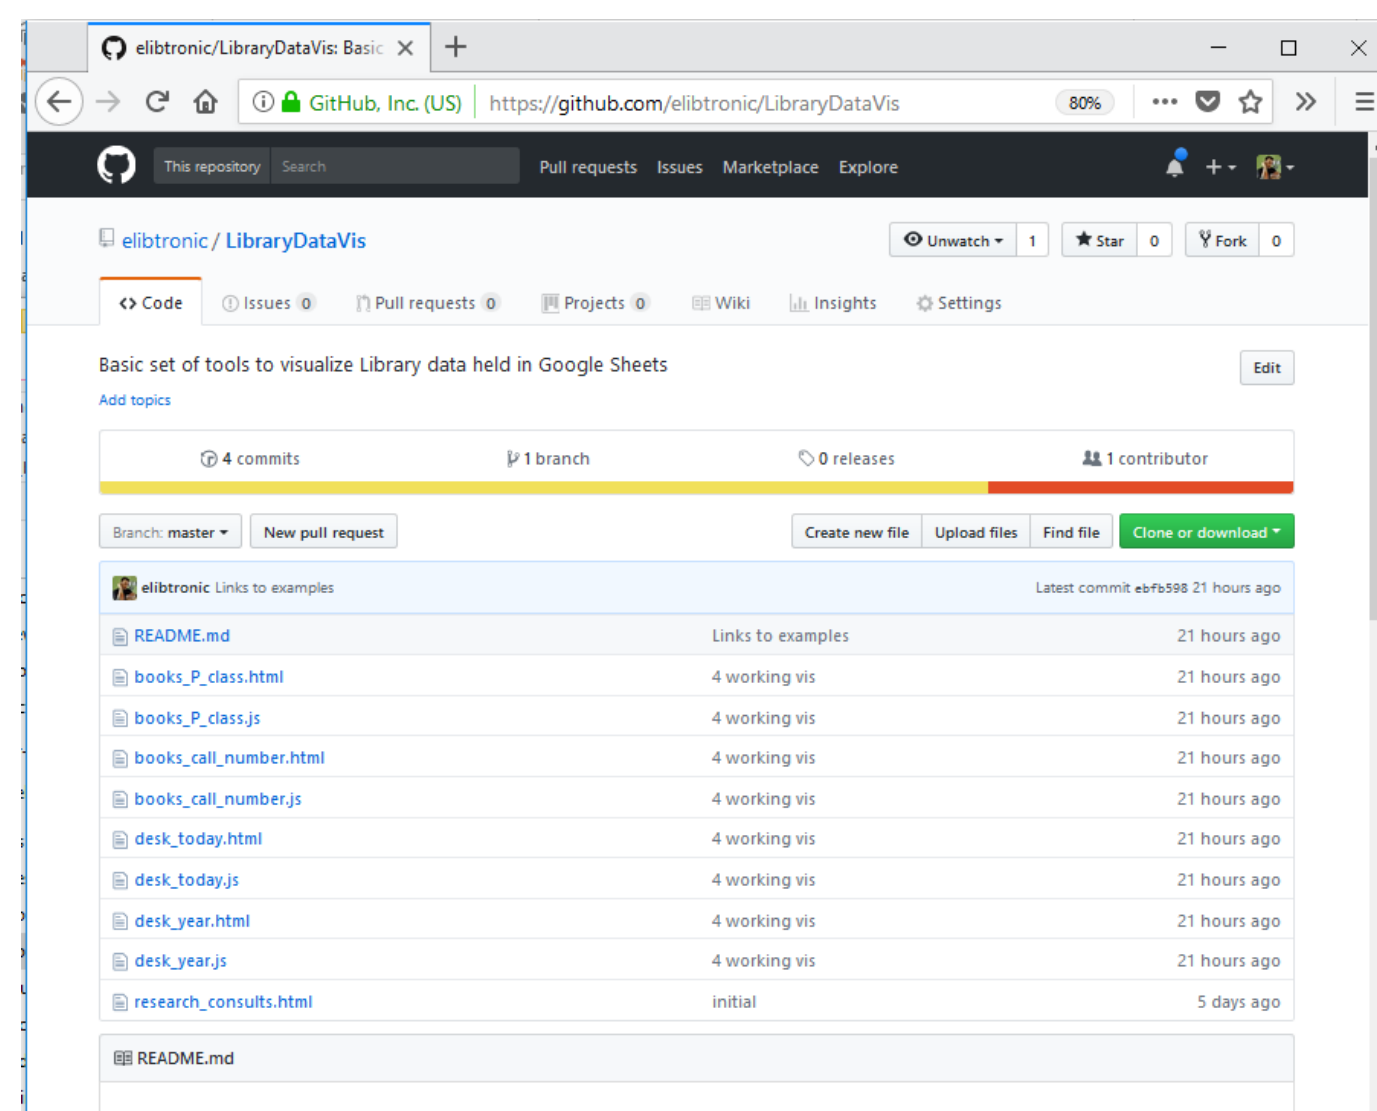 elibtronic/LibraryDataVis: Basic
GitHub, Inc. (US) https://github.com/elibtronic/LibraryDataVis 80%
This repository Search Pull requests Issues Marketplace Explore
elibtronic / LibraryDataVis Unwatch 1 Star 0 Fork 0
Code Issues 0 Pull requests 0 Projects 0 Wiki Insights Settings
Basic set of tools to visualize Library data held in Google Sheets Edit
Add topics
4 commits 1 branch 0 releases 1 contributor
Branch: master New pull request Create new file Upload files Find file Clone or download
elibtronic Links to examples Latest commit ebfb598 21 hours ago
README.md Links to examples 21 hours ago
books_P_class.html 4 working vis 21 hours ago
books_P_class.js 4 working vis 21 hours ago
books_call_number.html 4 working vis 21 hours ago
books_call_number.js 4 working vis 21 hours ago
desk_today.html 4 working vis 21 hours ago
desk_today.js 4 working vis 21 hours ago
desk_year.html 4 working vis 21 hours ago
desk_year.js 4 working vis 21 hours ago
research_consults.html initial 5 days ago
README.md